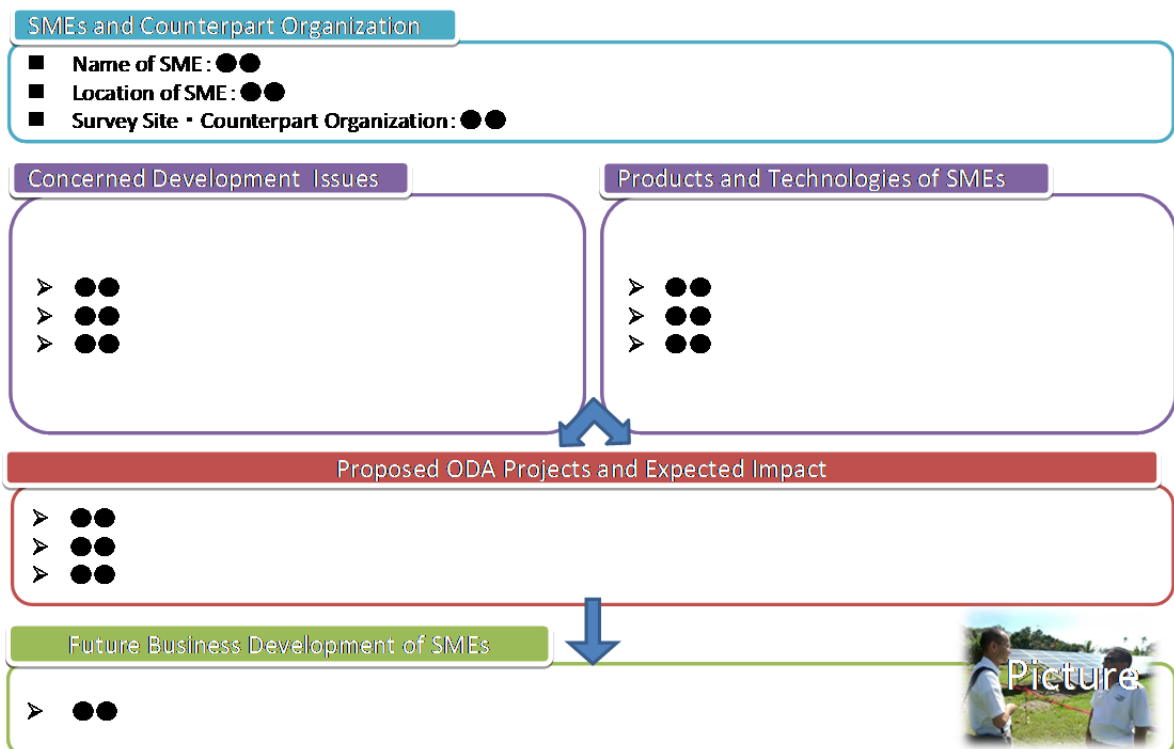 SMEs and Counterpart Organization
■ Name of SME: ●●
■ Location of SME: ●●
■ Survey Site・Counterpart Organization: ●●
Concerned Development Issues
➢ ●●
➢ ●●
➢ ●●
Products and Technologies of SMEs
➢ ●●
➢ ●●
➢ ●●
Proposed ODA Projects and Expected Impact
➢ ●●
➢ ●●
➢ ●●
Future Business Development of SMEs
➢ ●●
Picture